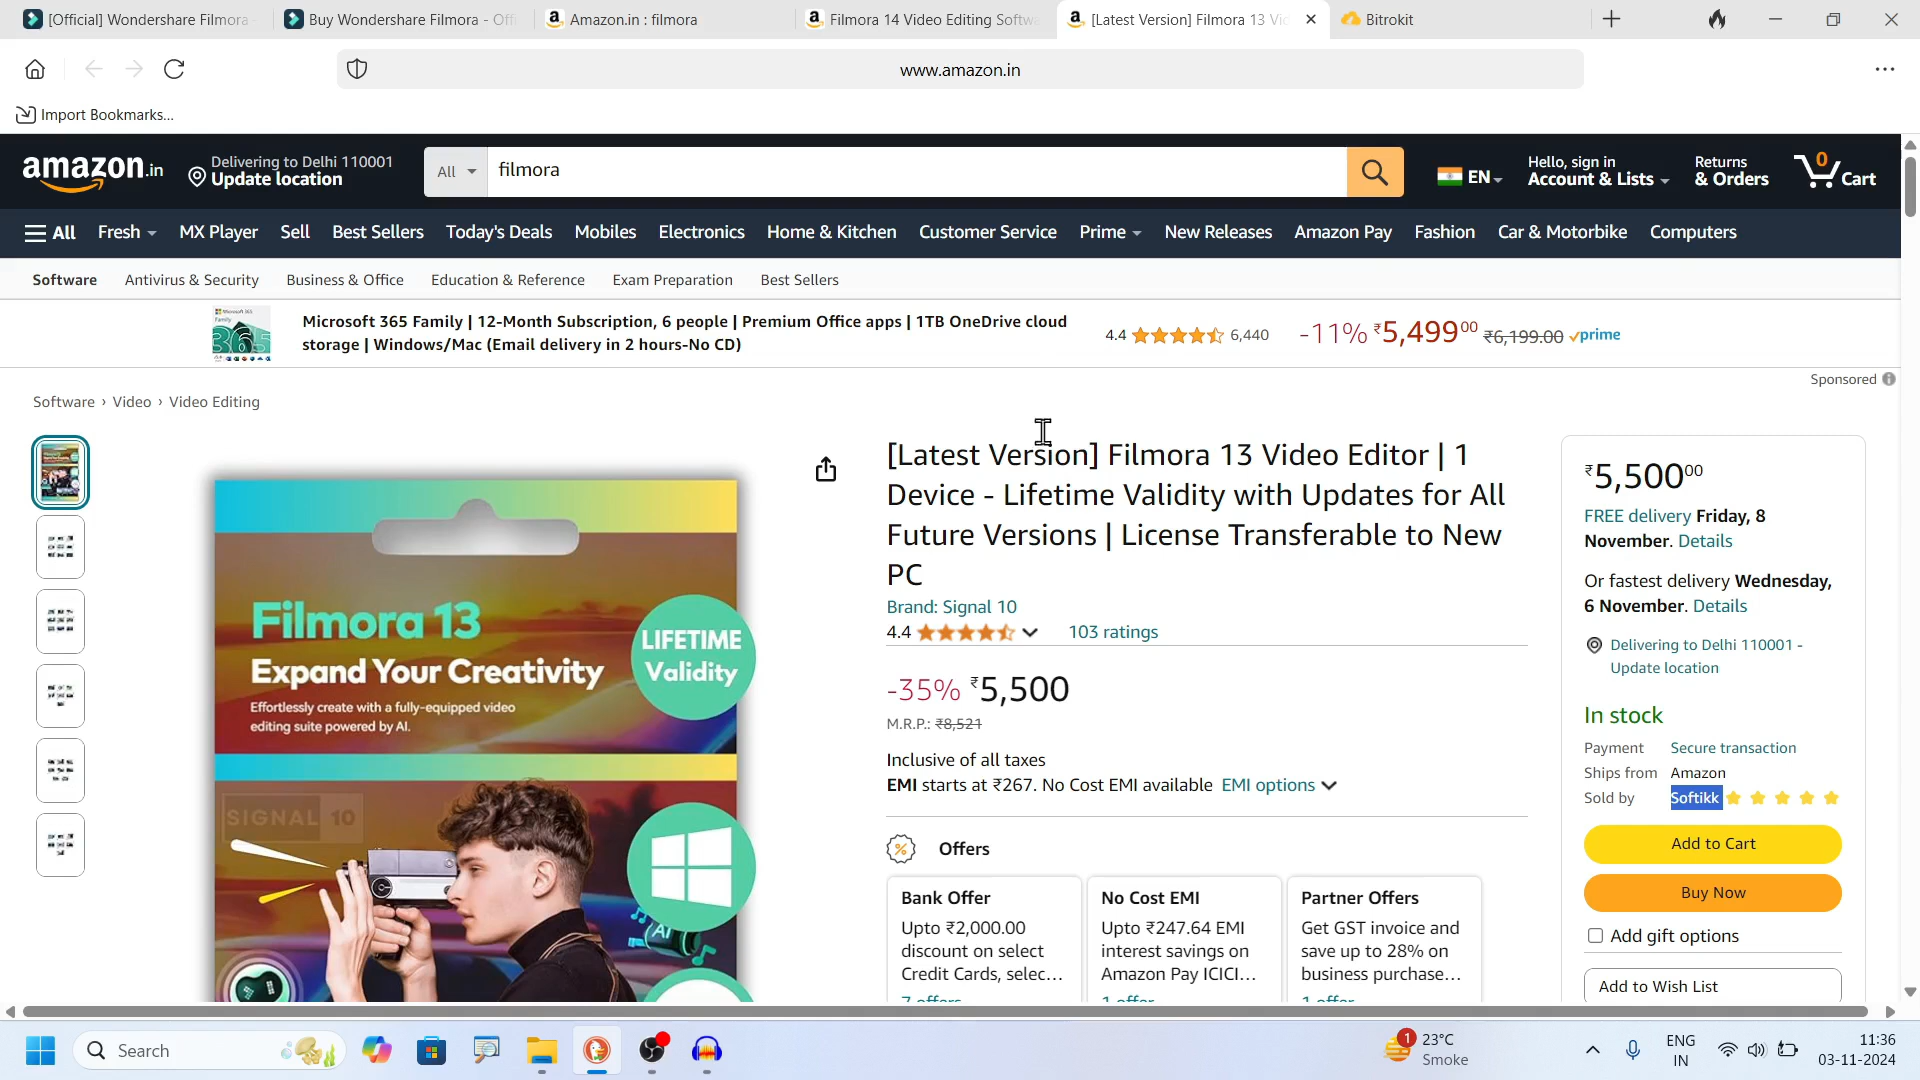 [Official] Wondershare Filmora
Buy Wondershare Filmora - Offi
Amazon.in : filmora
Filmora 14 Video Editing Softwa
[Latest Version] Filmora 13 Vid
Bitrokit
www.amazon.in
Import Bookmarks...
amazon.in
Delivering to Delhi 110001
Update location
All
filmora
EN
Hello, sign in
Account & Lists
Returns
& Orders
0
Cart
All
Fresh
MX Player
Sell
Best Sellers
Today's Deals
Mobiles
Electronics
Home & Kitchen
Customer Service
Prime
New Releases
Amazon Pay
Fashion
Car & Motorbike
Computers
Software
Antivirus & Security
Business & Office
Education & Reference
Exam Preparation
Best Sellers
Microsoft 365 Family | 12-Month Subscription, 6 people | Premium Office apps | 1TB OneDrive cloud
storage | Windows/Mac (Email delivery in 2 hours-No CD)
4.4
6,440
-11% ₹5,499.00 ₹6,199.00 prime
Sponsored
Software › Video › Video Editing
[Latest Version] Filmora 13 Video Editor | 1
Device - Lifetime Validity with Updates for All
Future Versions | License Transferable to New
PC
Brand: Signal 10
4.4
103 ratings
-35% ₹5,500
M.R.P.: ₹8,521
Inclusive of all taxes
EMI starts at ₹267. No Cost EMI available EMI options
Offers
Bank Offer
Upto ₹2,000.00
discount on select
Credit Cards, selec...
7 offers
No Cost EMI
Upto ₹247.64 EMI
interest savings on
Amazon Pay ICICI...
1 offer
Partner Offers
Get GST invoice and
save up to 28% on
business purchase...
1 offer
Filmora 13
Expand Your Creativity
Effortlessly create with a fully-equipped video
editing suite powered by AI.
LIFETIME
Validity
SIGNAL 10
AI
₹5,500.00
FREE delivery Friday, 8
November. Details
Or fastest delivery Wednesday,
6 November. Details
Delivering to Delhi 110001 -
Update location
In stock
Payment Secure transaction
Ships from Amazon
Sold by Softikk
Add to Cart
Buy Now
Add gift options
Add to Wish List
Search
1
23°C
Smoke
ENG
IN
11:36
03-11-2024